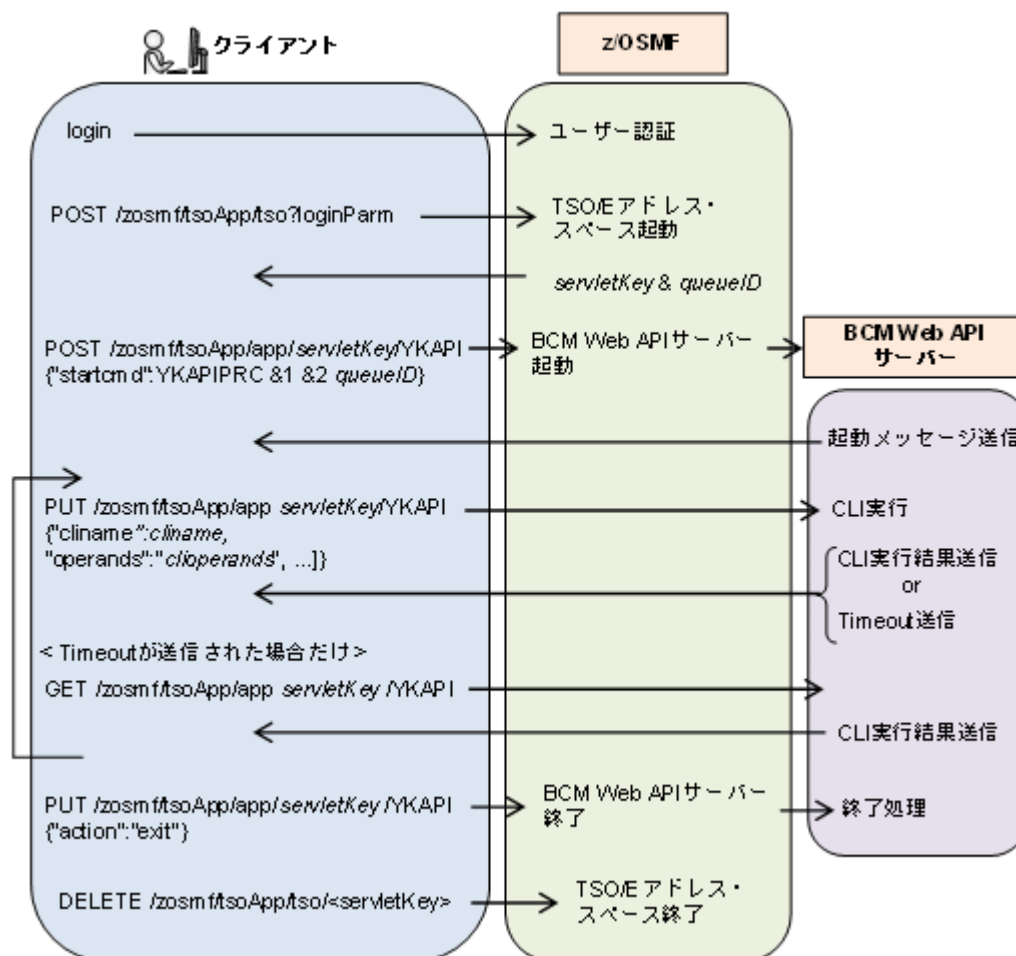 クライアント
z/OSMF
login
ユーザー認証
POST /zosmf/tsoApp/tso?loginParm
TSO/Eアドレス・
スペース起動
servletKey & queueID
POST /zosmf/tsoApp/app/servletKey/YKAPI
{"startcmd":YKAPIPRC &1 &2 queueID}
BCM Web APIサーバー
起動
BCM Web API
サーバー
起動メッセージ送信
PUT /zosmf/tsoApp/app servletKey/YKAPI
{"cliname":cliname,
"operands":"clioperands", ...]}
CLI実行
CLI実行結果送信
or
Timeout送信
< Timeoutが送信された場合だけ>
GET /zosmf/tsoApp/app servletKey /YKAPI
CLI実行結果送信
PUT /zosmf/tsoApp/app/servletKey /YKAPI
{"action":"exit"}
BCM Web APIサーバー
終了
終了処理
DELETE /zosmf/tsoApp/tso/<servletKey>
TSO/Eアドレス・
スペース終了